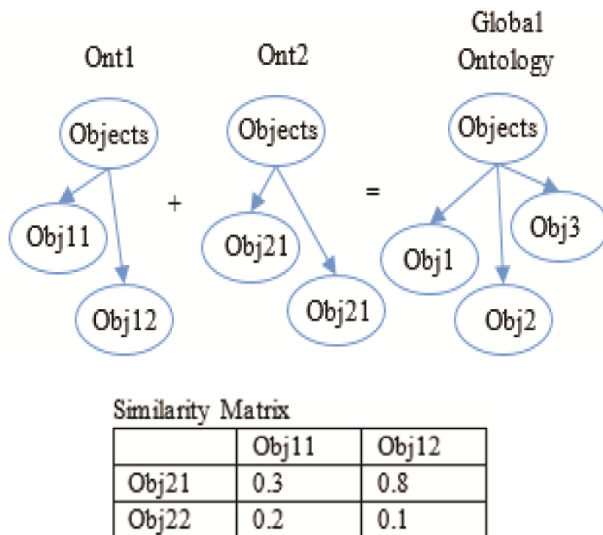 Ont1
Ont2
Global
Ontology
Objects
Objects
Objects
+
=
Obj11
Obj21
Obj1
Obj3
Obj12
Obj21
Obj2
Similarity Matrix
Obj11 Obj12
Obj21 0.3 0.8
Obj22 0.2 0.1